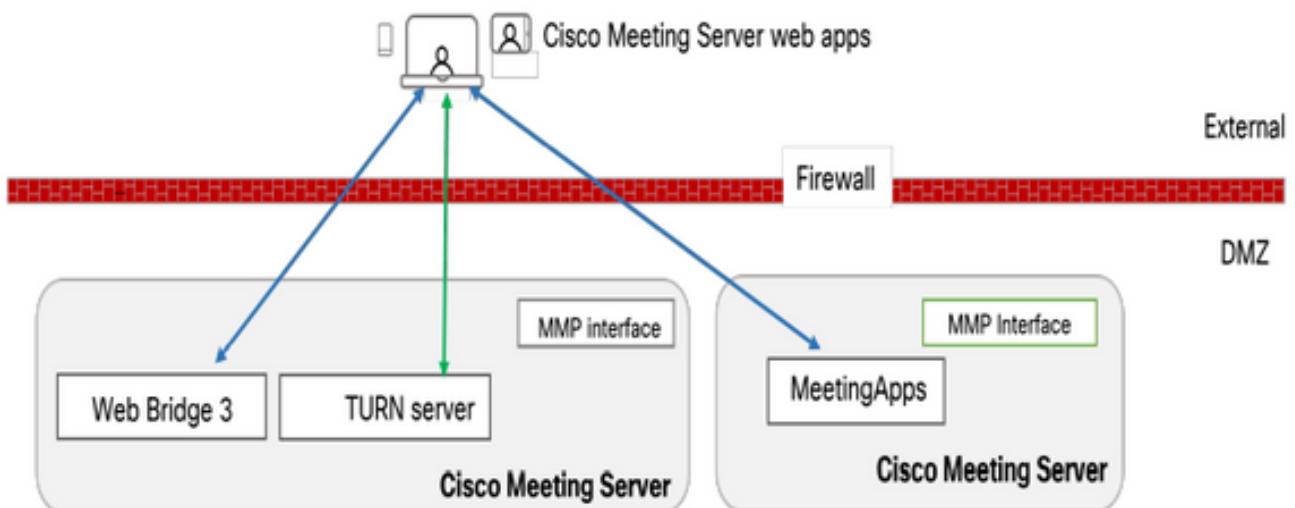 Cisco Meeting Server web apps
External
Firewall
DMZ
MMP interface
Web Bridge 3
TURN server
Cisco Meeting Server
MMP Interface
MeetingApps
Cisco Meeting Server